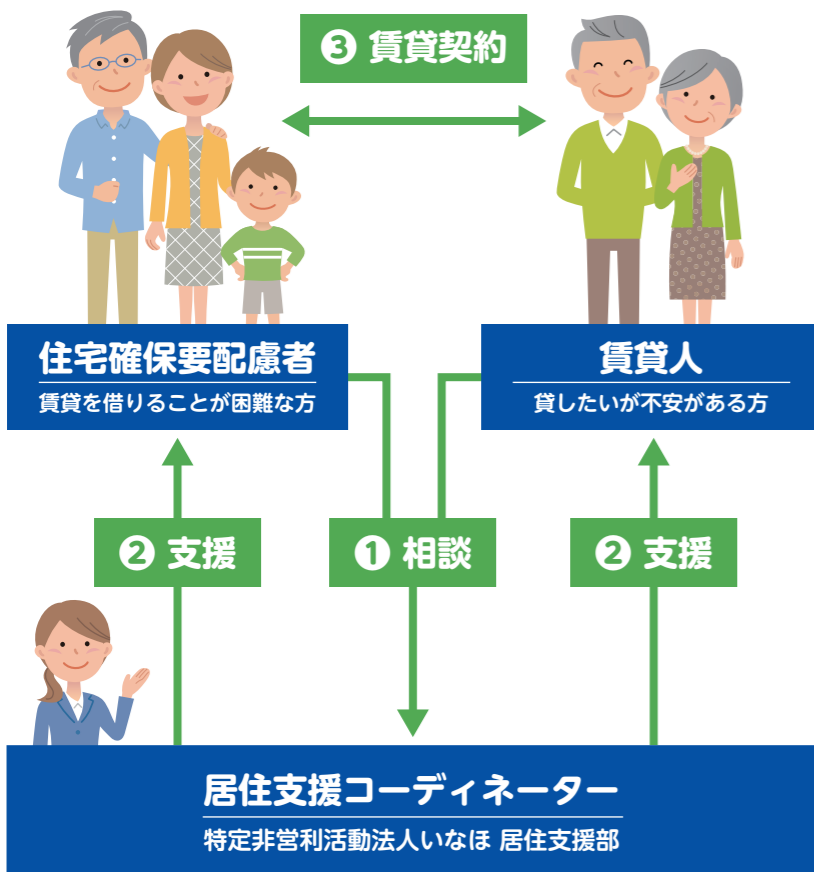 ❸ 賃貸契約
住宅確保要配慮者
賃貸を借りることが困難な方
賃貸人
貸したいが不安がある方
❷ 支援
❶ 相談
❷ 支援
居住支援コーディネーター
特定非営利活動法人いなほ 居住支援部